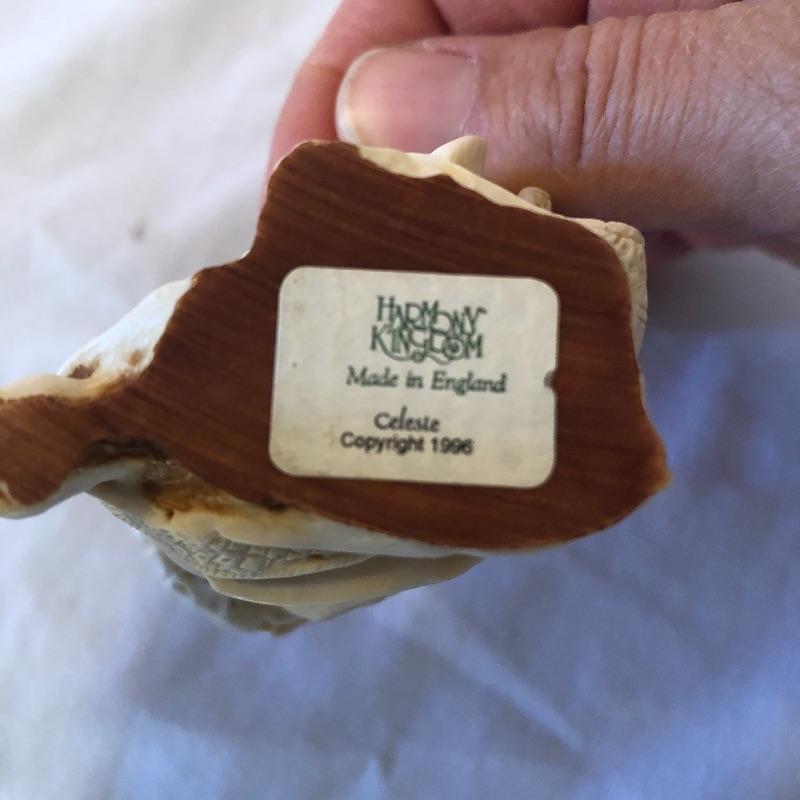 HARMONY
KINGDOM
Made in England
Celeste
Copyright 1996